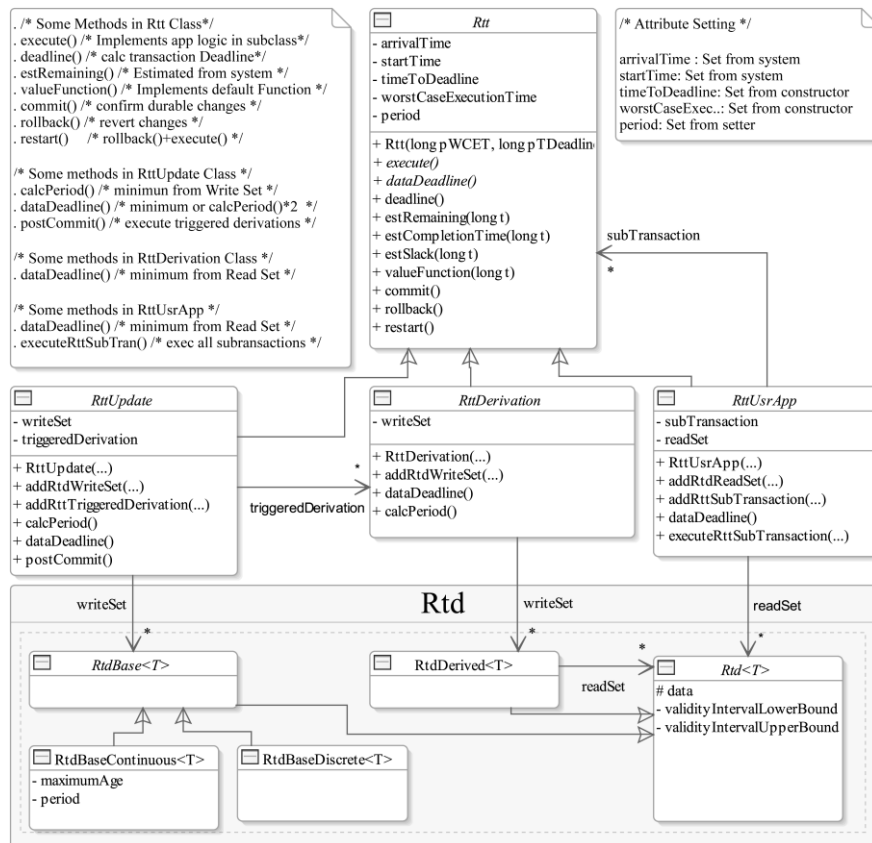 . /* Some Methods in Rtt Class*/
. execute() /* Implements app logic in subclass*/
. deadline() /* calc transaction Deadline*/
. estRemaining() /* Estimated from system */
. valueFunction() /* Implements default Function */
. commit() /* confirm durable changes */
. rollback() /* revert changes */
. restart() /* rollback()+execute() */
/* Some methods in RttUpdate Class */
. calcPeriod() /* minimun from Write Set */
. dataDeadline() /* minimum or calcPeriod()*2 */
. postCommit() /* execute triggered derivations */
/* Some methods in RttDerivation Class */
. dataDeadline() /* minimum from Read Set */
/* Some methods in RttUsrApp */
. dataDeadline() /* minimum from Read Set */
. executeRttSubTran() /* exec all subransactions */
Rtt
- arrivalTime
- startTime
- timeToDeadline
- worstCaseExecutionTime
- period
+ Rtt(long pWCET, long pTDeadlin
+ execute()
+ dataDeadline()
+ deadline()
+ estRemaining(long t)
+ estCompletionTime(long t)
+ estSlack(long t)
+ valueFunction(long t)
+ commit()
+ rollback()
+ restart()
/* Attribute Setting */
arrivalTime : Set from system
startTime: Set from system
timeToDeadline: Set from constructor
worstCaseExec..: Set from constructor
period: Set from setter
subTransaction
*
RttUpdate
- writeSet
- triggeredDerivation
+ RttUpdate(...)
+ addRtdWriteSet(...)
+ addRttTriggeredDerivation(...)
+ calcPeriod()
+ dataDeadline()
+ postCommit()
*
triggeredDerivation
RttDerivation
- writeSet
+ RttDerivation(...)
+ addRtdWriteSet(...)
+ dataDeadline()
+ calcPeriod()
RttUsrApp
- subTransaction
- readSet
+ RttUsrApp(...)
+ addRtdReadSet(...)
+ addRttSubTransaction(...)
+ dataDeadline()
+ executeRttSubTransaction(...)
Rtd
writeSet
*
writeSet
*
readSet
*
RtdBase<T>
RtdDerived<T>
*
readSet
Rtd<T>
# data
- validityIntervalLowerBound
- validityIntervalUpperBound
RtdBaseContinuous<T>
- maximumAge
- period
RtdBaseDiscrete<T>